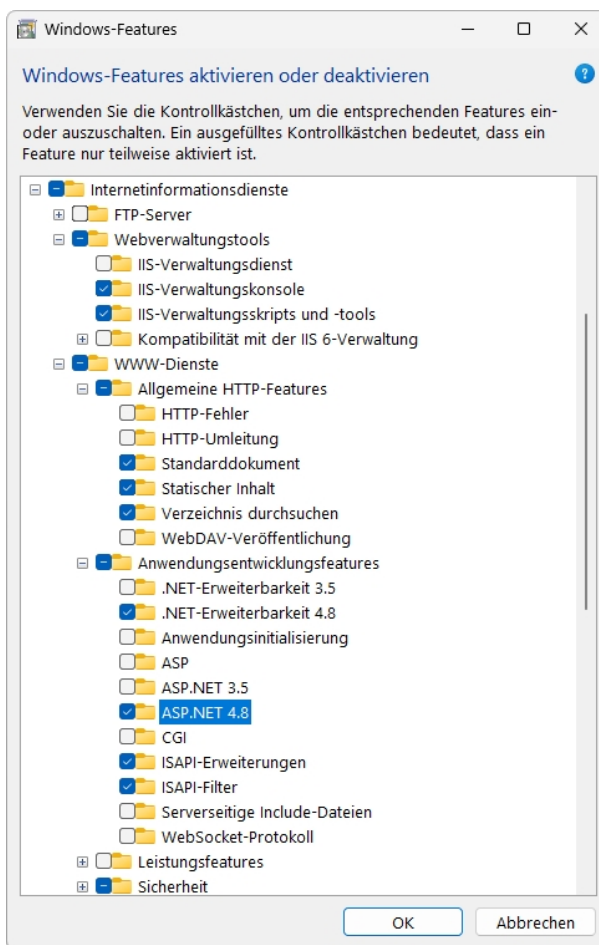 Windows-Features
Windows-Features aktivieren oder deaktivieren
Verwenden Sie die Kontrollkästchen, um die entsprechenden Features ein-
oder auszuschalten. Ein ausgefülltes Kontrollkästchen bedeutet, dass ein
Feature nur teilweise aktiviert ist.
Internetinformationsdienste
FTP-Server
Webverwaltungstools
IIS-Verwaltungsdienst
IIS-Verwaltungskonsole
IIS-Verwaltungsskripts und -tools
Kompatibilität mit der IIS 6-Verwaltung
WWW-Dienste
Allgemeine HTTP-Features
HTTP-Fehler
HTTP-Umleitung
Standarddokument
Statischer Inhalt
Verzeichnis durchsuchen
WebDAV-Veröffentlichung
Anwendungsentwicklungsfeatures
.NET-Erweiterbarkeit 3.5
.NET-Erweiterbarkeit 4.8
Anwendungsinitialisierung
ASP
ASP.NET 3.5
ASP.NET 4.8
CGI
ISAPI-Erweiterungen
ISAPI-Filter
Serverseitige Include-Dateien
WebSocket-Protokoll
Leistungsfeatures
Sicherheit
OK Abbrechen